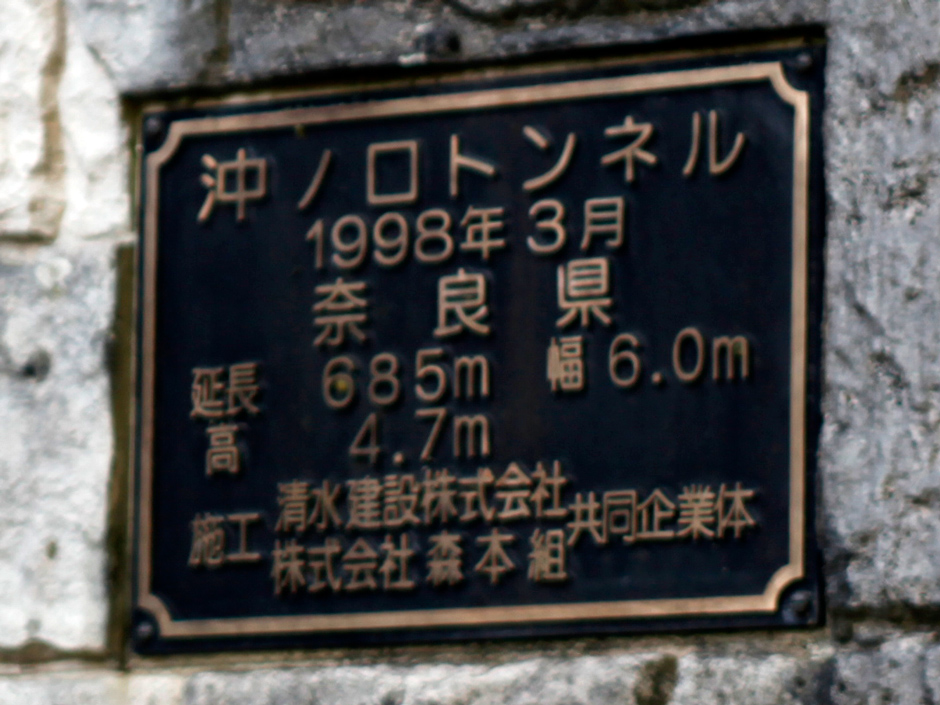 沖ノ口トンネル
1998年3月
奈良県
延長 685m 幅 6.0m
高 4.7m
施工 清水建設株式会社 共同企業体
株式会社 森本組